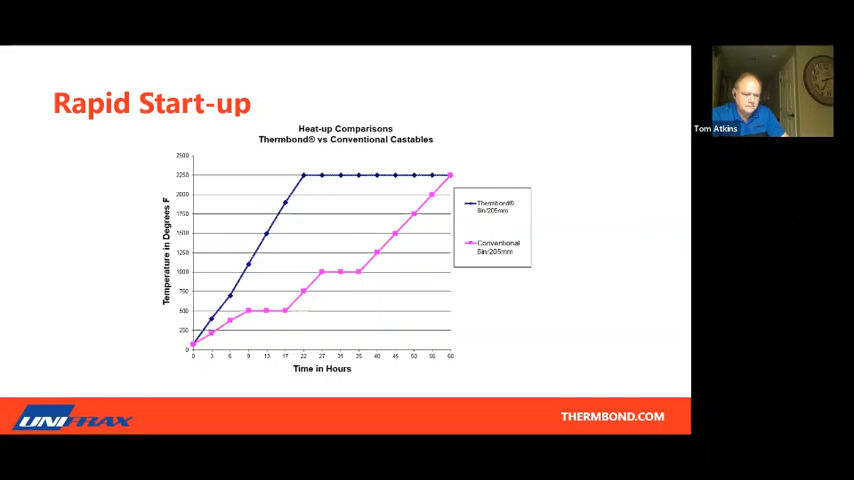 Rapid Start-up
Heat-up Comparisons
Thermbond® vs Conventional Castables
Temperature in Degrees F
2500
2250
2000
1750
1500
1250
1000
750
500
250
0
0 3 6 9 13 17 22 27 31 35 40 45 50 55 60
Time in Hours
Thermbond®
8in/205mm
Conventional
8in/205mm
UNIFRAX
THERMBOND.COM
Tom Atkins